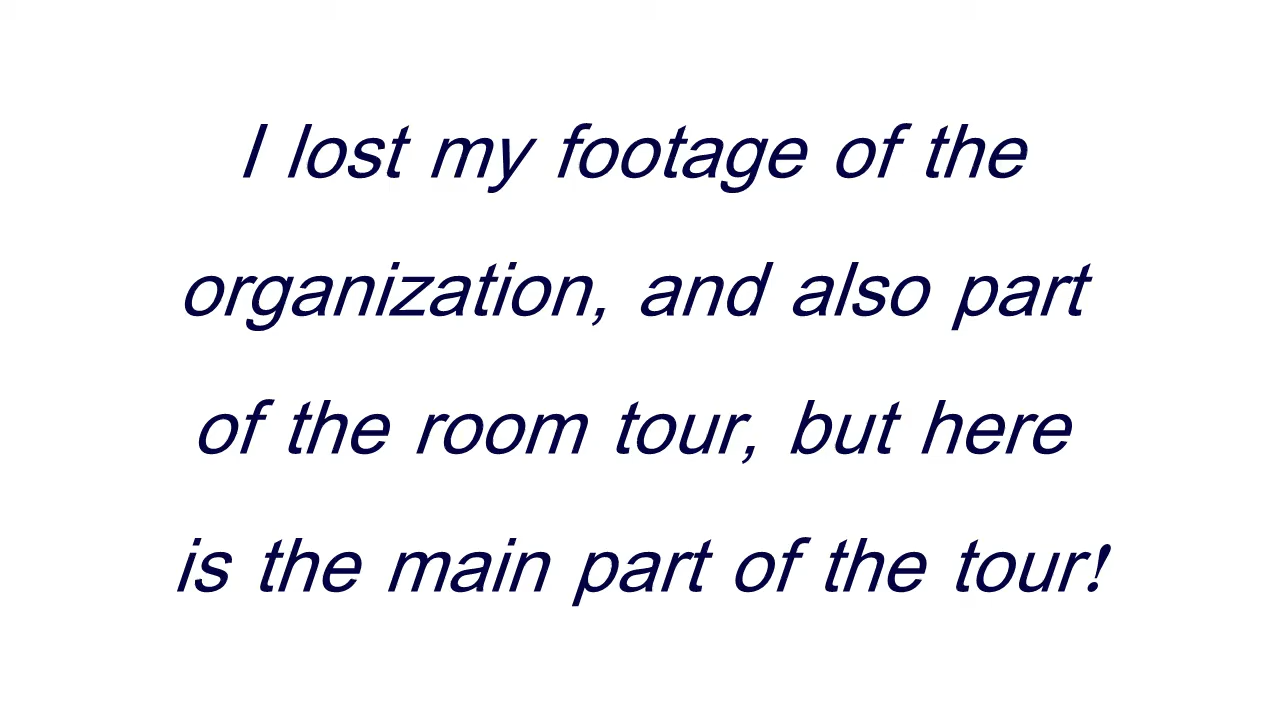 I lost my footage of the
organization, and also part
of the room tour, but here
is the main part of the tour!